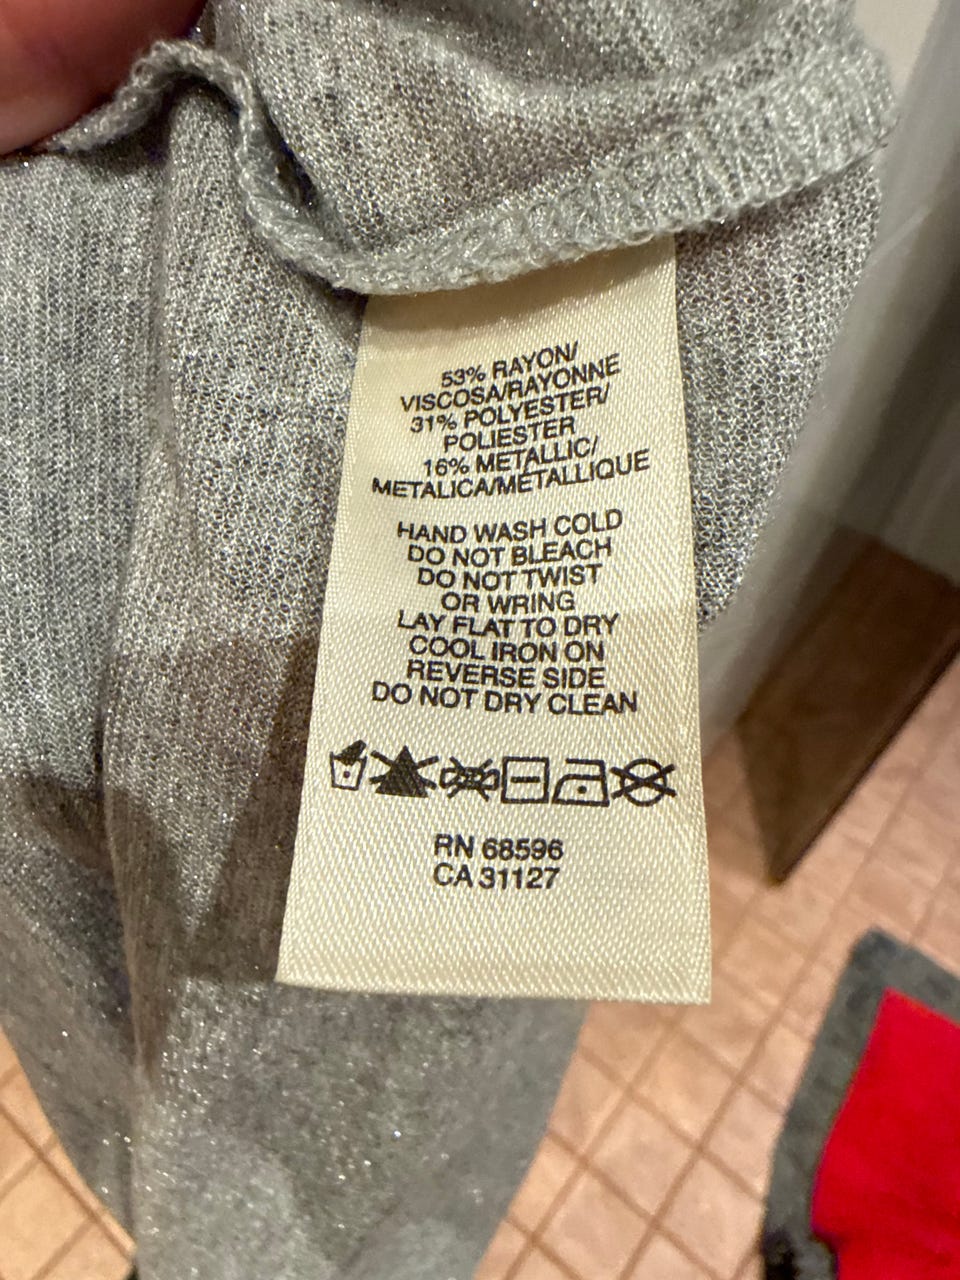 53% RAYON/
VISCOSA/RAYONNE
31% POLYESTER/
POLIESTER
16% METALLIC/
METALICA/METALLIQUE
HAND WASH COLD
DO NOT BLEACH
DO NOT TWIST
OR WRING
LAY FLAT TO DRY
COOL IRON ON
REVERSE SIDE
DO NOT DRY CLEAN
RN 68596
CA 31127